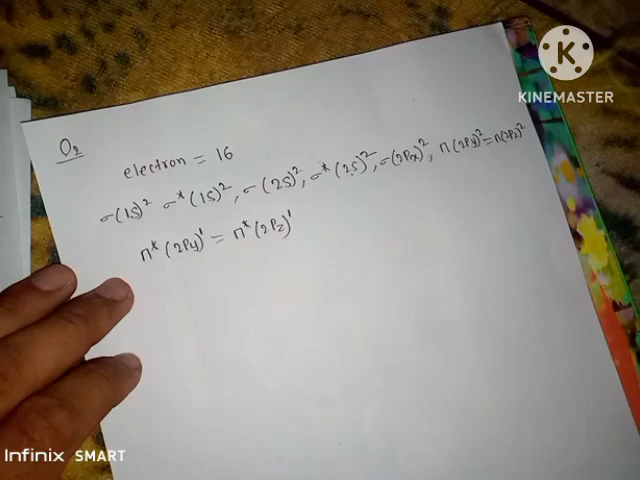 O₂
electron = 16
σ(1S)² σ*(1S)², σ(2S)², σ*(2S)², σ(2Px)², π(2Py)² = π(2Pz)²
π*(2Py)¹ = π*(2Pz)¹
KINEMASTER
Infinix SMART